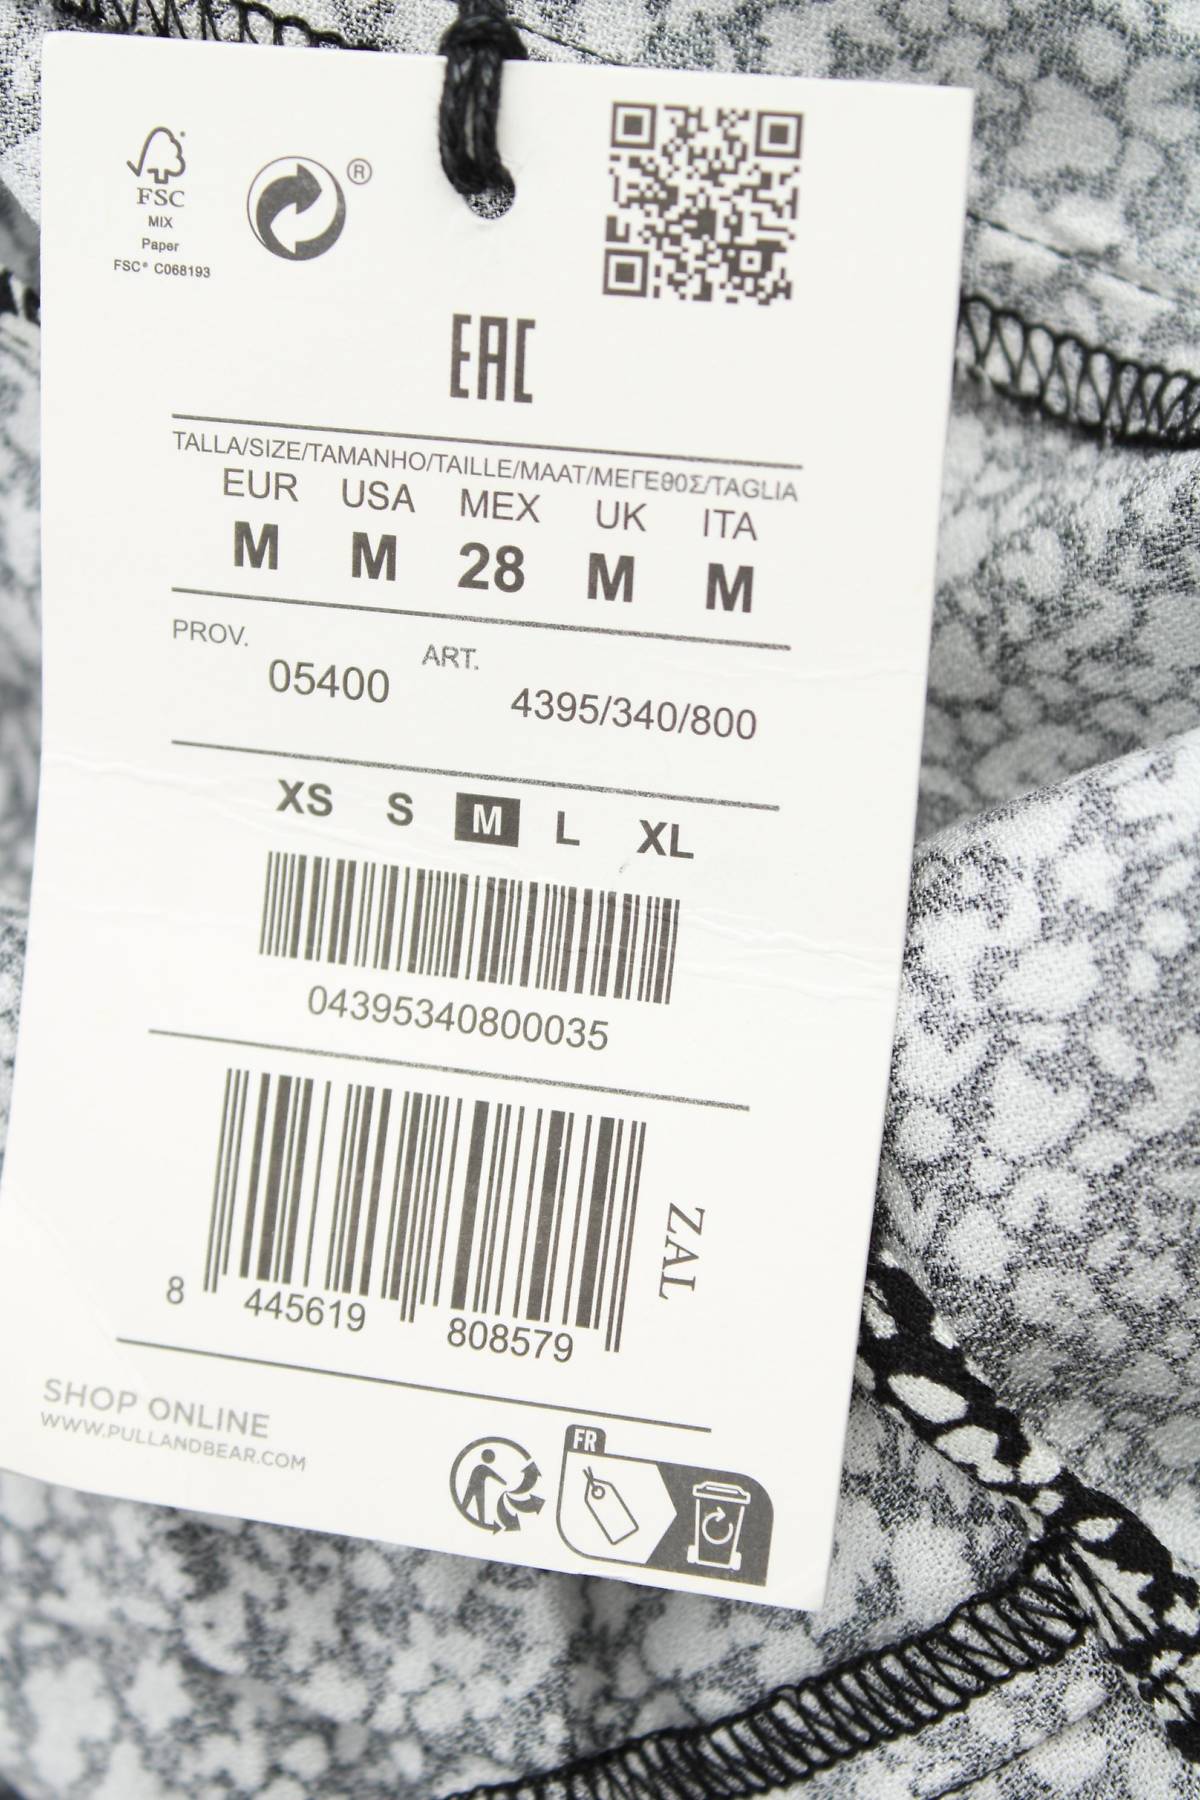 FSC
MIX
Paper
FSC® C068193
®
EAC
TALLA/SIZE/TAMANHO/TAILLE/MAAT/ΜΕΓΕθΟΣ/TAGLIA
EUR USA MEX UK ITA
M M 28 M M
PROV. ART.
05400 4395/340/800
XS S M L XL
04395340800035
ZAL
8 445619 808579
SHOP ONLINE
WWW.PULLANDBEAR.COM
FR